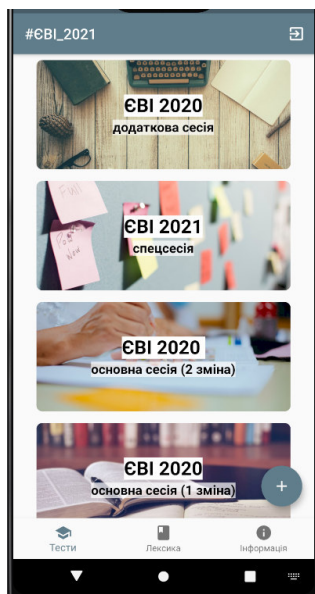 #ЄВІ_2021
ЄВІ 2020
додаткова сесія
ЄВІ 2021
спецсесія
ЄВІ 2020
основна сесія (2 зміна)
ЄВІ 2020
основна сесія (1 зміна)
+
Тести
Лексика
Інформація